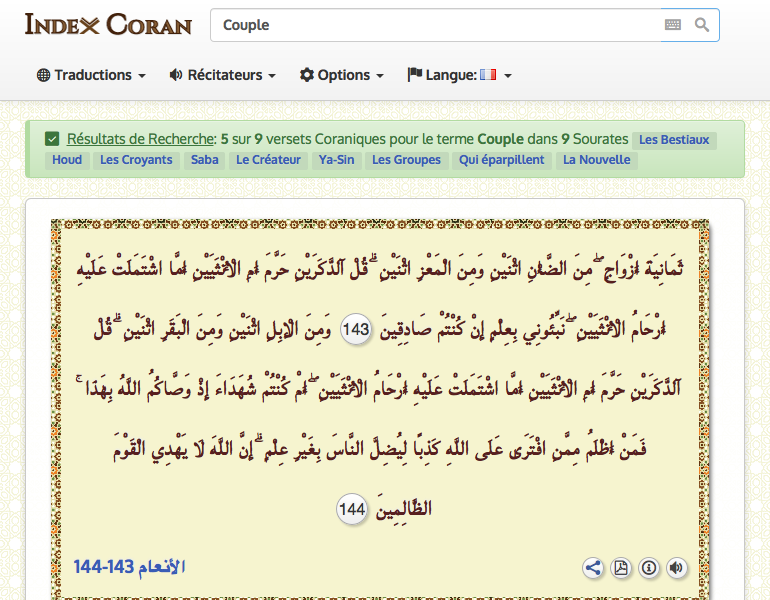 Index Coran
Couple
Traductions
Récitateurs
Options
Langue:
Résultats de Recherche: 5 sur 9 versets Coraniques pour le terme Couple dans 9 Sourates Les Bestiaux
Houd Les Croyants Saba Le Créateur Ya-Sin Les Groupes Qui éparpillent La Nouvelle
ثَمَانِيَةَ أَزْوَاجٍ ۖ مِنَ الضَّأْنِ اثْنَيْنِ وَمِنَ الْمَعْزِ اثْنَيْنِ ۗ قُلْ آلذَّكَرَيْنِ حَرَّمَ أَمِ الْأُنْثَيَيْنِ أَمَّا اشْتَمَلَتْ عَلَيْهِ
أَرْحَامُ الْأُنْثَيَيْنِ ۖ نَبِّئُونِي بِعِلْمٍ إِنْ كُنْتُمْ صَادِقِينَ 143 وَمِنَ الْإِبِلِ اثْنَيْنِ وَمِنَ الْبَقَرِ اثْنَيْنِ ۗ قُلْ
آلذَّكَرَيْنِ حَرَّمَ أَمِ الْأُنْثَيَيْنِ أَمَّا اشْتَمَلَتْ عَلَيْهِ أَرْحَامُ الْأُنْثَيَيْنِ ۖ أَمْ كُنْتُمْ شُهَدَاءَ إِذْ وَصَّاكُمُ اللَّهُ بِهَٰذَا ۚ
فَمَنْ أَظْلَمُ مِمَّنِ افْتَرَىٰ عَلَى اللَّهِ كَذِبًا لِيُضِلَّ النَّاسَ بِغَيْرِ عِلْمٍ ۗ إِنَّ اللَّهَ لَا يَهْدِي الْقَوْمَ
الظَّالِمِينَ 144
الأنعام 143-144